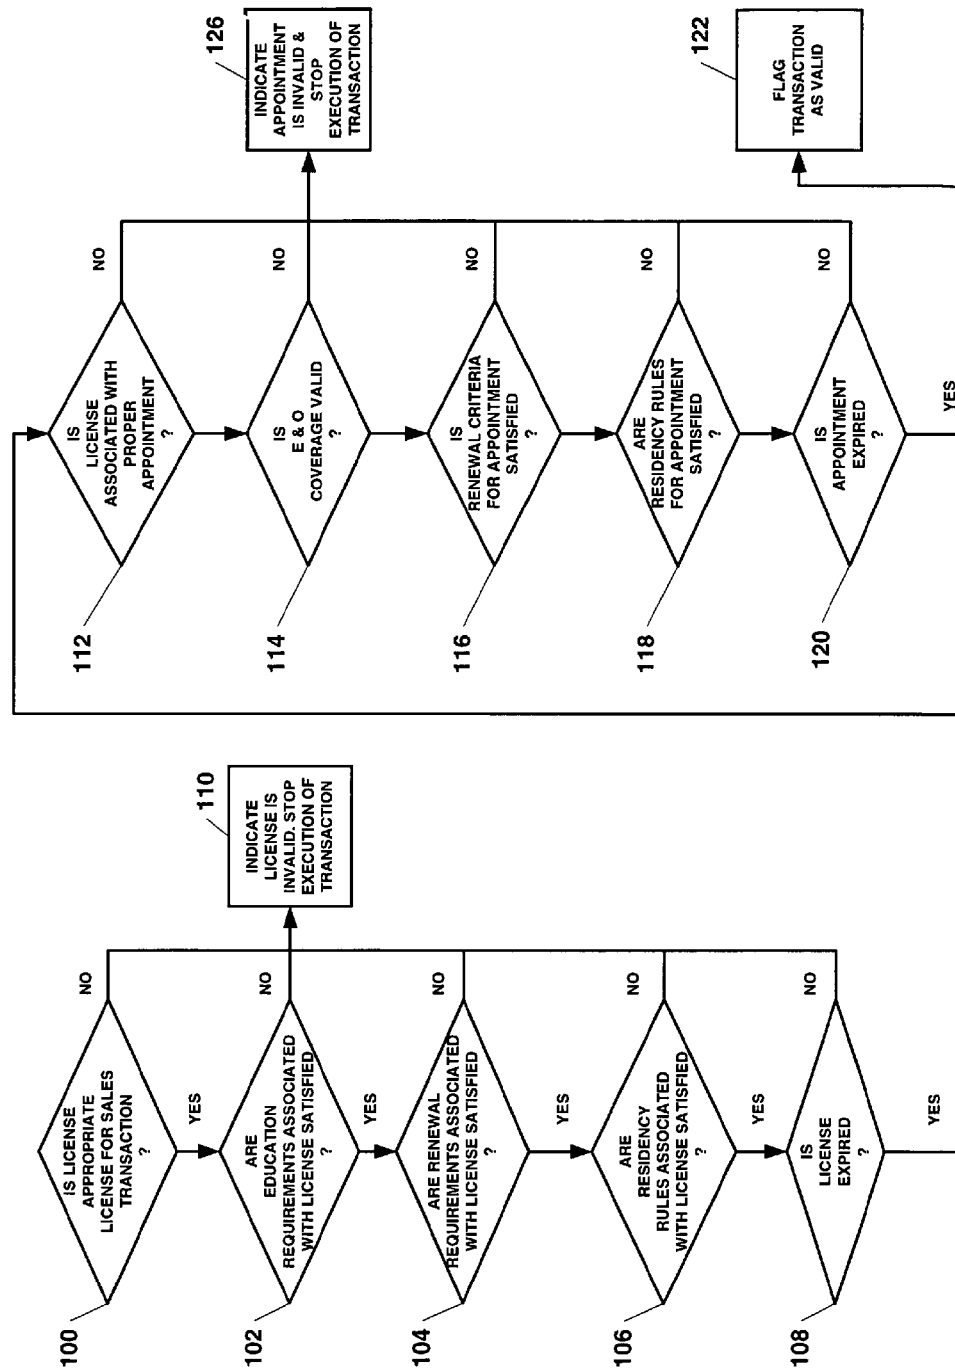 100
IS LICENSE
APPROPRIATE
LICENSE FOR SALES
TRANSACTION
?
NO
YES
102
ARE
EDUCATION
REQUIREMENTS ASSOCIATED
WITH LICENSE SATISFIED
?
NO
YES
110
INDICATE
LICENSE IS
INVALID. STOP
EXECUTION OF
TRANSACTION
104
ARE RENEWAL
REQUIREMENTS ASSOCIATED
WITH LICENSE SATISFIED
?
NO
YES
106
ARE
RESIDENCY
RULES ASSOCIATED
WITH LICENSE SATISFIED
?
NO
YES
108
IS
LICENSE
EXPIRED
?
NO
YES
112
IS
LICENSE
ASSOCIATED WITH
PROPER
APPOINTMENT
?
NO
114
IS
E & O
COVERAGE VALID
?
NO
126
INDICATE
APPOINTMENT
IS INVALID &
STOP
EXECUTION OF
TRANSACTION
116
IS
RENEWAL CRITERIA
FOR APPOINTMENT
SATISFIED
?
NO
118
ARE
RESIDENCY RULES
FOR APPOINTMENT
SATISFIED
?
NO
120
IS
APPOINTMENT
EXPIRED
?
NO
YES
122
FLAG
TRANSACTION
AS VALID